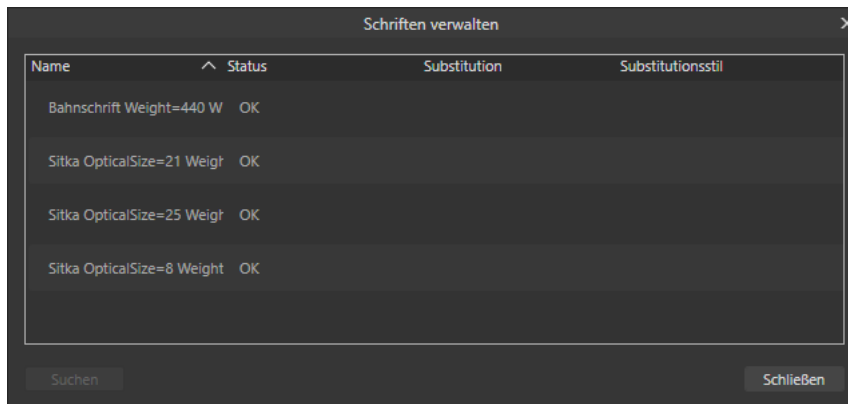 Schriften verwalten
Name Status Substitution Substitutionsstil
Bahnschrift Weight=440 W OK
Sitka OpticalSize=21 Weigh OK
Sitka OpticalSize=25 Weigh OK
Sitka OpticalSize=8 Weight OK
Suchen Schließen